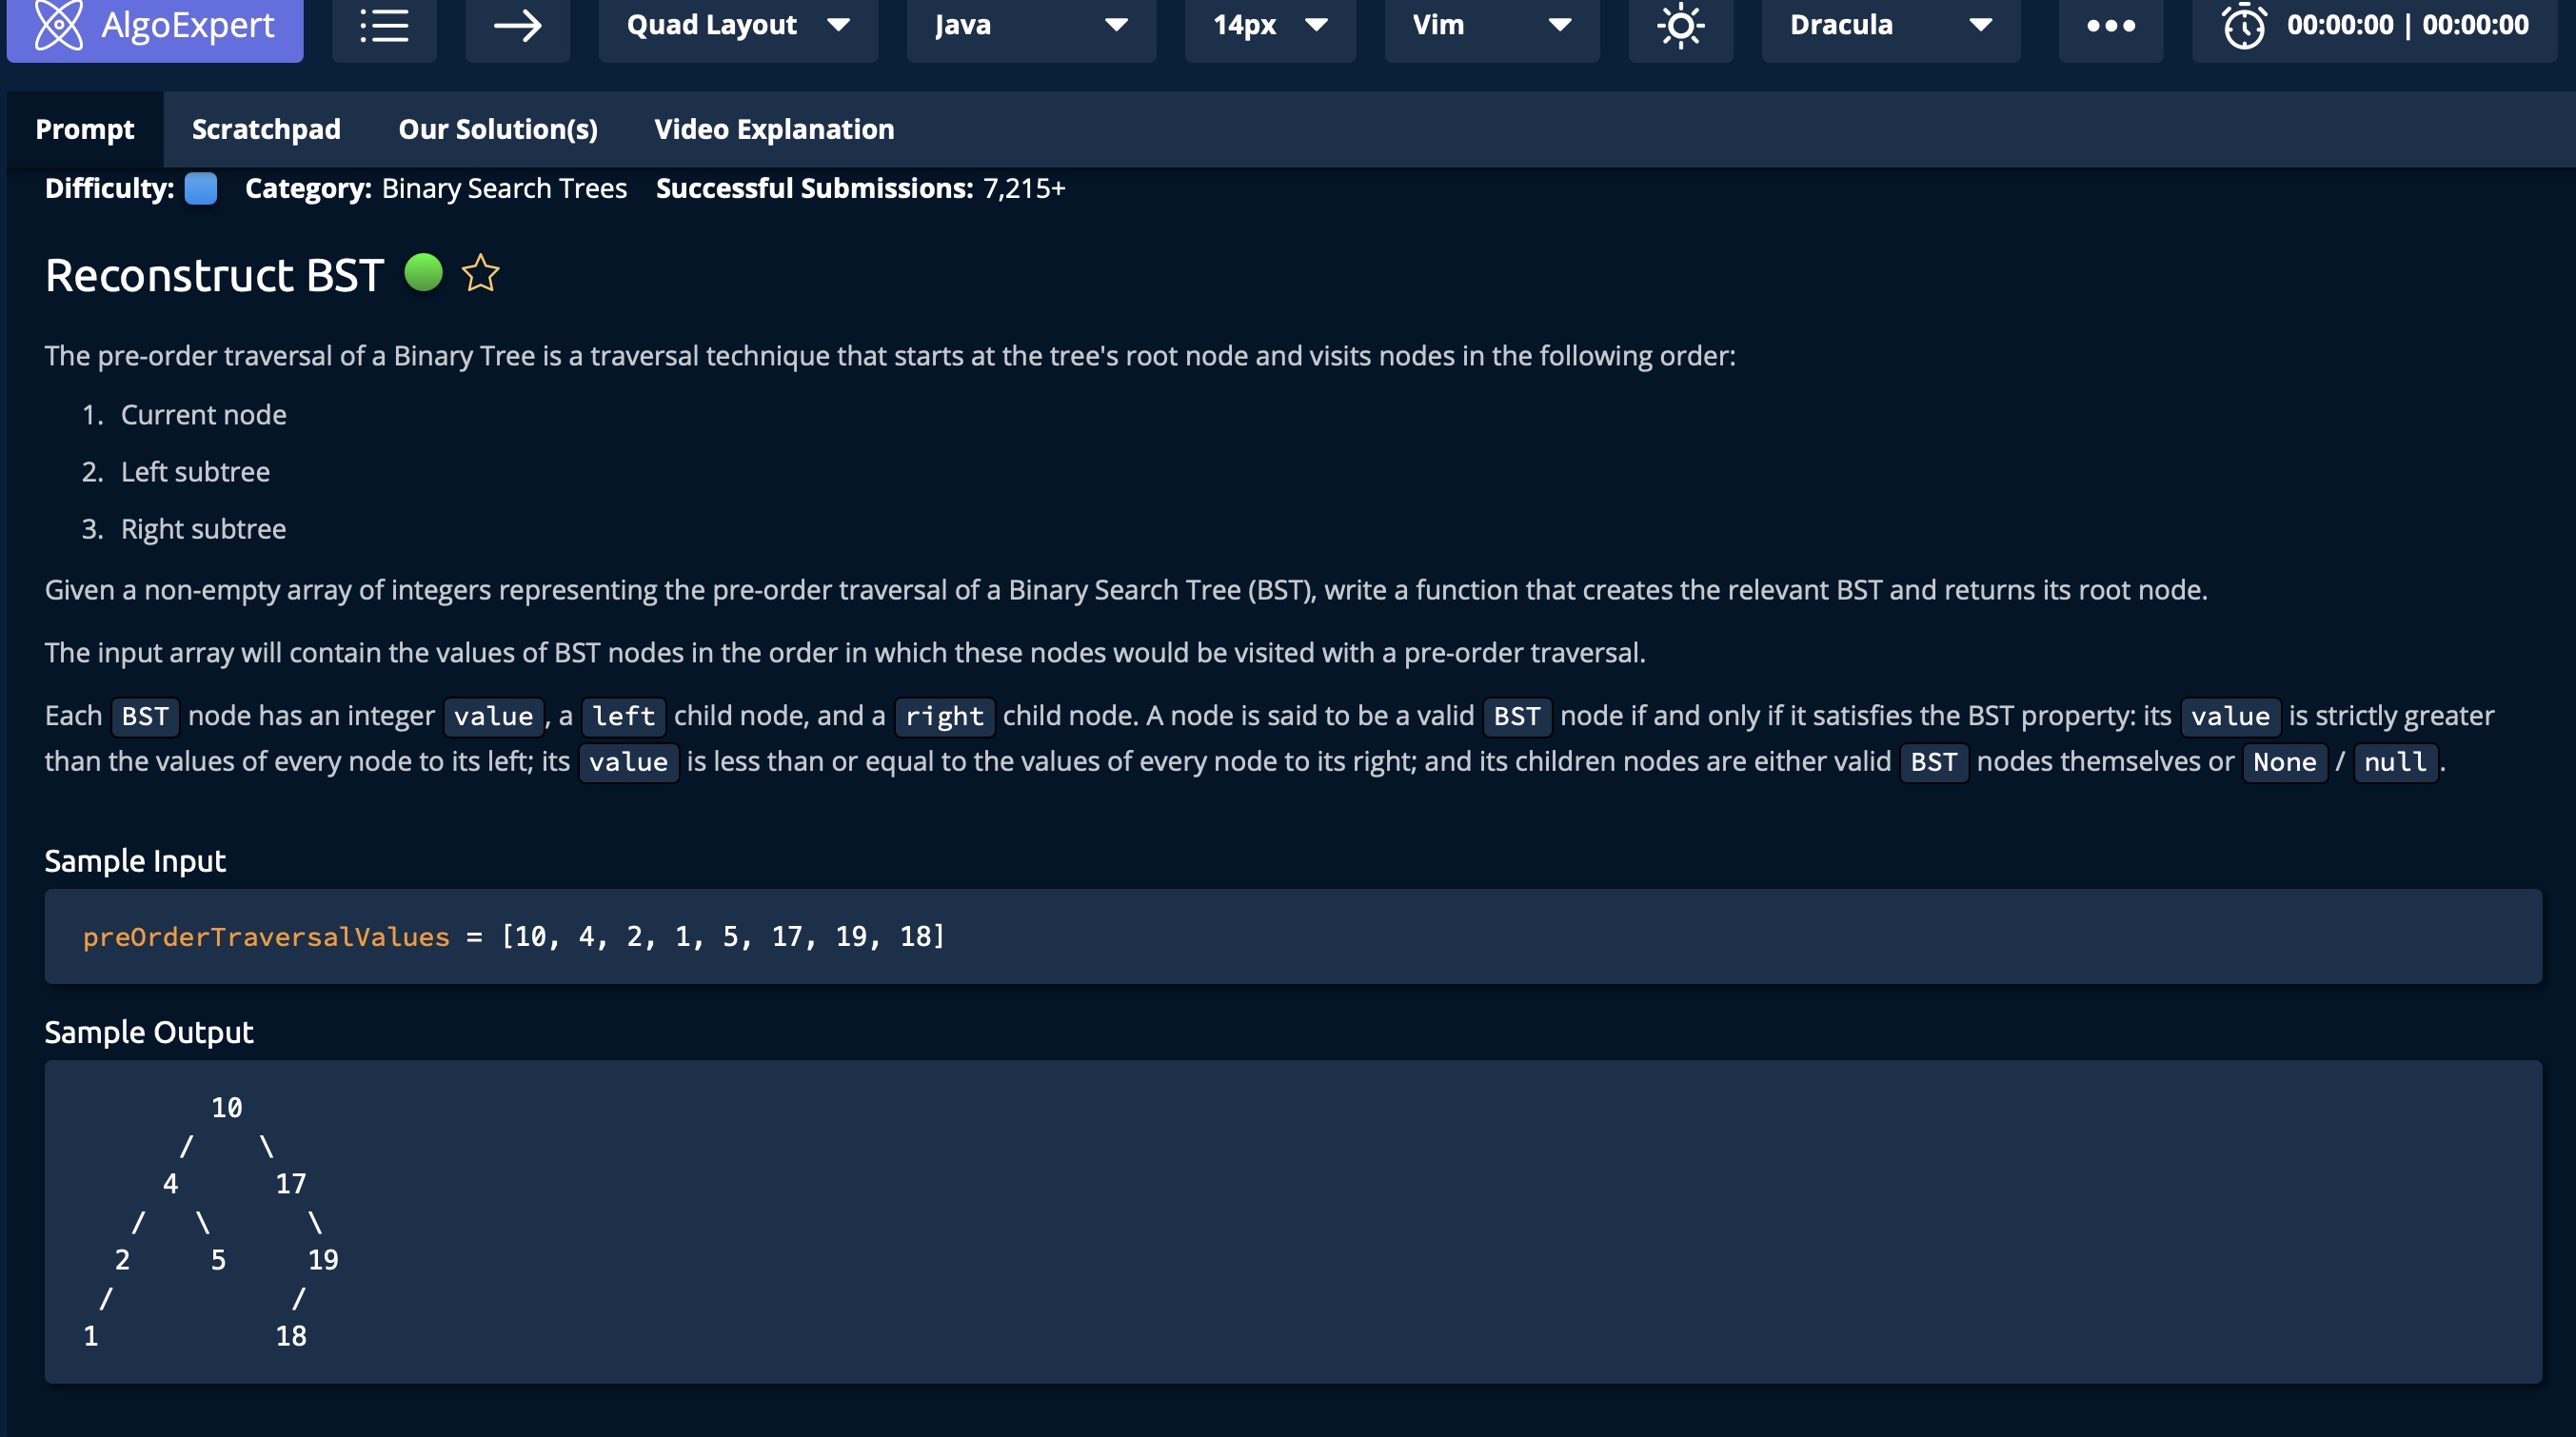 AlgoExpert Quad Layout Java 14px Vim Dracula 00:00:00 | 00:00:00
Prompt Scratchpad Our Solution(s) Video Explanation
Difficulty: Category: Binary Search Trees Successful Submissions: 7,215+
Reconstruct BST
The pre-order traversal of a Binary Tree is a traversal technique that starts at the tree's root node and visits nodes in the following order:
1. Current node
2. Left subtree
3. Right subtree
Given a non-empty array of integers representing the pre-order traversal of a Binary Search Tree (BST), write a function that creates the relevant BST and returns its root node.
The input array will contain the values of BST nodes in the order in which these nodes would be visited with a pre-order traversal.
Each BST node has an integer value, a left child node, and a right child node. A node is said to be a valid BST node if and only if it satisfies the BST property: its value is strictly greater
than the values of every node to its left; its value is less than or equal to the values of every node to its right; and its children nodes are either valid BST nodes themselves or None / null.
Sample Input
preOrderTraversalValues = [10, 4, 2, 1, 5, 17, 19, 18]
Sample Output
10
/ \
4 17
/ \ \
2 5 19
/ /
1 18